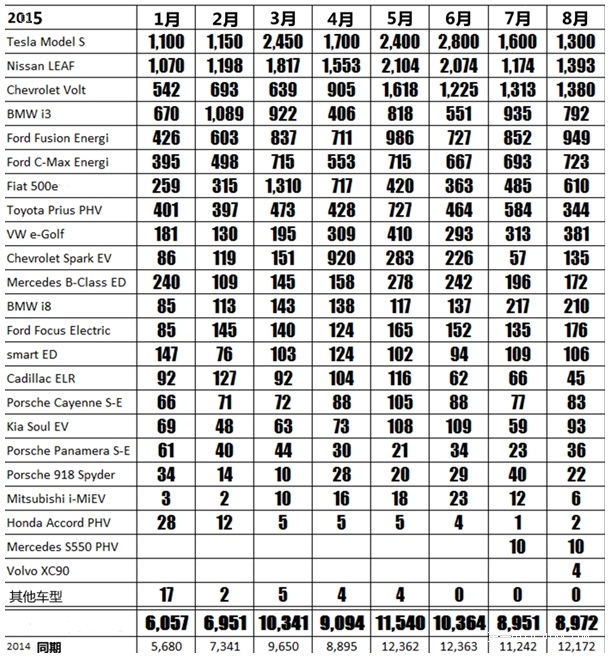 2015 1月 2月 3月 4月 5月 6月 7月 8月
Tesla Model S 1,100 1,150 2,450 1,700 2,400 2,800 1,600 1,300
Nissan LEAF 1,070 1,198 1,817 1,553 2,104 2,074 1,174 1,393
Chevrolet Volt 542 693 639 905 1,618 1,225 1,313 1,380
BMW i3 670 1,089 922 406 818 551 935 792
Ford Fusion Energi 426 603 837 711 986 727 852 949
Ford C-Max Energi 395 498 715 553 715 667 693 723
Fiat 500e 259 315 1,310 717 420 363 485 610
Toyota Prius PHV 401 397 473 428 727 464 584 344
VW e-Golf 181 130 195 309 410 293 313 381
Chevrolet Spark EV 86 119 151 920 283 226 57 135
Mercedes B-Class ED 240 109 145 158 278 242 196 172
BMW i8 85 113 143 138 117 137 217 210
Ford Focus Electric 85 145 140 124 165 152 135 176
smart ED 147 76 103 124 102 94 109 106
Cadillac ELR 92 127 92 104 116 62 66 45
Porsche Cayenne S-E 66 71 72 88 105 88 77 83
Kia Soul EV 69 48 63 73 108 109 59 93
Porsche Panamera S-E 61 40 44 30 21 34 23 36
Porsche 918 Spyder 34 14 10 28 20 29 40 22
Mitsubishi i-MiEV 3 2 10 16 18 23 12 6
Honda Accord PHV 28 12 5 5 5 4 1 2
Mercedes S550 PHV 10 10
Volvo XC90 4
其他车型 17 2 5 4 4 0 0 0
6,057 6,951 10,341 9,094 11,540 10,364 8,951 8,972
2014 同期 5,680 7,341 9,650 8,895 12,362 12,363 11,242 12,172